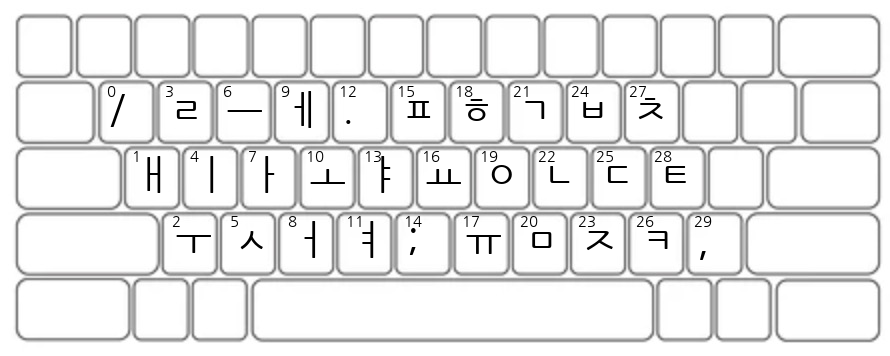 0 / 3 ㄹ 6 ㅡ 9 ㅔ 12 . 15 ㅍ 18 ㅎ 21 ㄱ 24 ㅂ 27 ㅊ
1 ㅐ 4 ㅣ 7 ㅏ 10 ㅗ 13 ㅑ 16 ㅛ 19 ㅇ 22 ㄴ 25 ㄷ 28 ㅌ
2 ㅜ 5 ㅅ 8 ㅓ 11 ㅕ 14 ; 17 ㅠ 20 ㅁ 23 ㅈ 26 ㅋ 29 ,